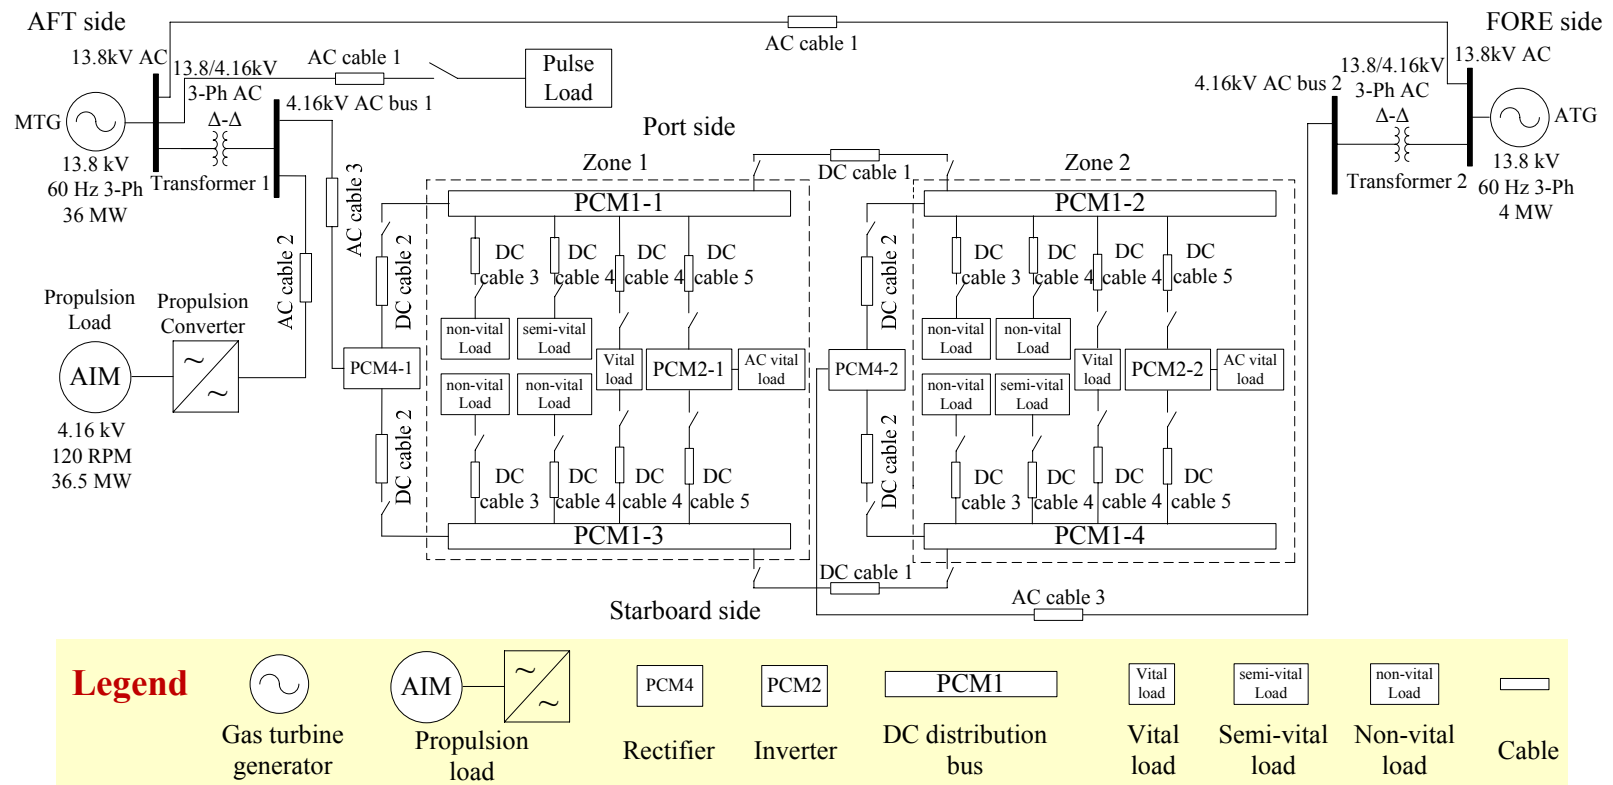 AFT side
FORE side
AC cable 1
13.8kV AC
13.8/4.16kV
3-Ph AC
Δ-Δ
AC cable 1
Pulse
Load
4.16kV AC bus 1
MTG
13.8 kV
60 Hz 3-Ph
36 MW
Transformer 1
AC cable 3
AC cable 2
Port side
4.16kV AC bus 2
13.8/4.16kV
3-Ph AC
Δ-Δ
13.8kV AC
ATG
Transformer 2
13.8 kV
60 Hz 3-Ph
4 MW
Propulsion
Load
Propulsion
Converter
AIM
~
~
4.16 kV
120 RPM
36.5 MW
Zone 1
DC cable 1
Zone 2
PCM1-1
DC cable 2
DC
cable 3
DC
cable 4
DC
cable 4
DC
cable 5
non-vital
Load
semi-vital
Load
PCM4-1
Vital
load
PCM2-1
AC vital
load
non-vital
Load
non-vital
Load
DC cable 2
DC
cable 3
DC
cable 4
DC
cable 4
DC
cable 5
PCM1-3
PCM1-2
DC cable 2
DC
cable 3
DC
cable 4
DC
cable 4
DC
cable 5
non-vital
Load
non-vital
Load
PCM4-2
Vital
load
PCM2-2
AC vital
load
non-vital
Load
semi-vital
Load
DC cable 2
DC
cable 3
DC
cable 4
DC
cable 4
DC
cable 5
PCM1-4
DC cable 1
Starboard side
AC cable 3
Legend
Gas turbine
generator
AIM
~
~
Propulsion
load
PCM4
Rectifier
PCM2
Inverter
PCM1
DC distribution
bus
Vital
load
Vital
load
semi-vital
Load
Semi-vital
load
non-vital
Load
Non-vital
load
Cable